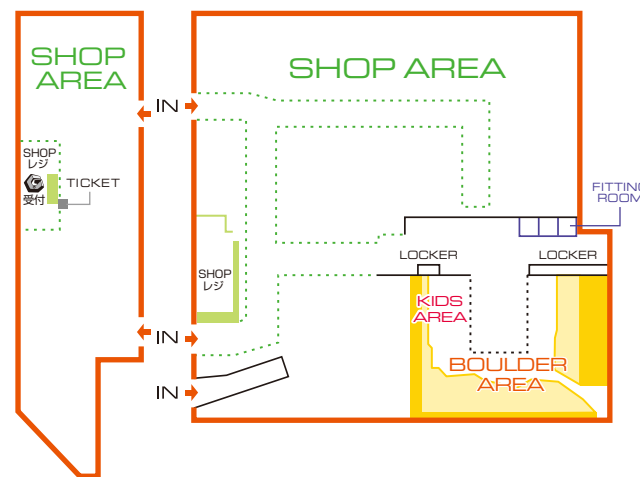 SHOP
AREA
SHOP AREA
IN
SHOP
レジ
受付
TICKET
FITTING
ROOM
LOCKER
LOCKER
SHOP
レジ
KIDS
AREA
IN
BOULDER
AREA
IN